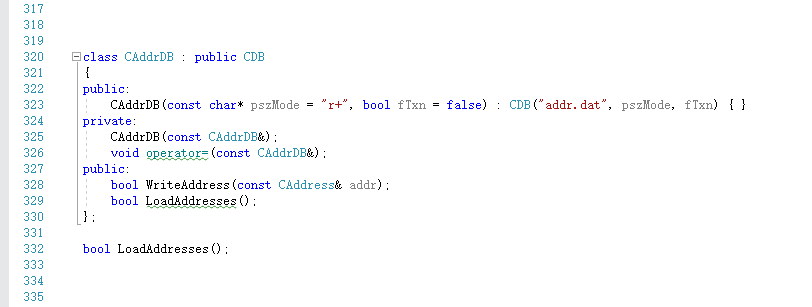 317
318
319
320 class CAddrDB : public CDB
321 {
322 public:
323 CAddrDB(const char* pszMode = "r+", bool fTxn = false) : CDB("addr.dat", pszMode, fTxn) { }
324 private:
325 CAddrDB(const CAddrDB&);
326 void operator=(const CAddrDB&);
327 public:
328 bool WriteAddress(const CAddress& addr);
329 bool LoadAddresses();
330 };
331
332 bool LoadAddresses();
333
334
335